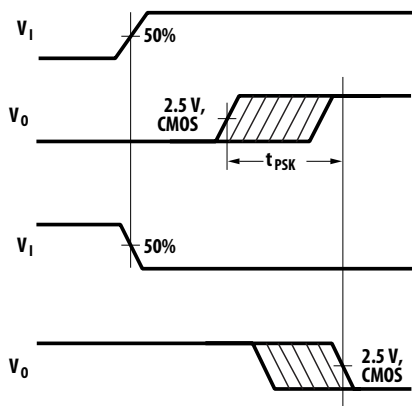 V_I
50%
2.5 V,
CMOS
V_O
t_PSK
V_I
50%
2.5 V,
CMOS
V_O